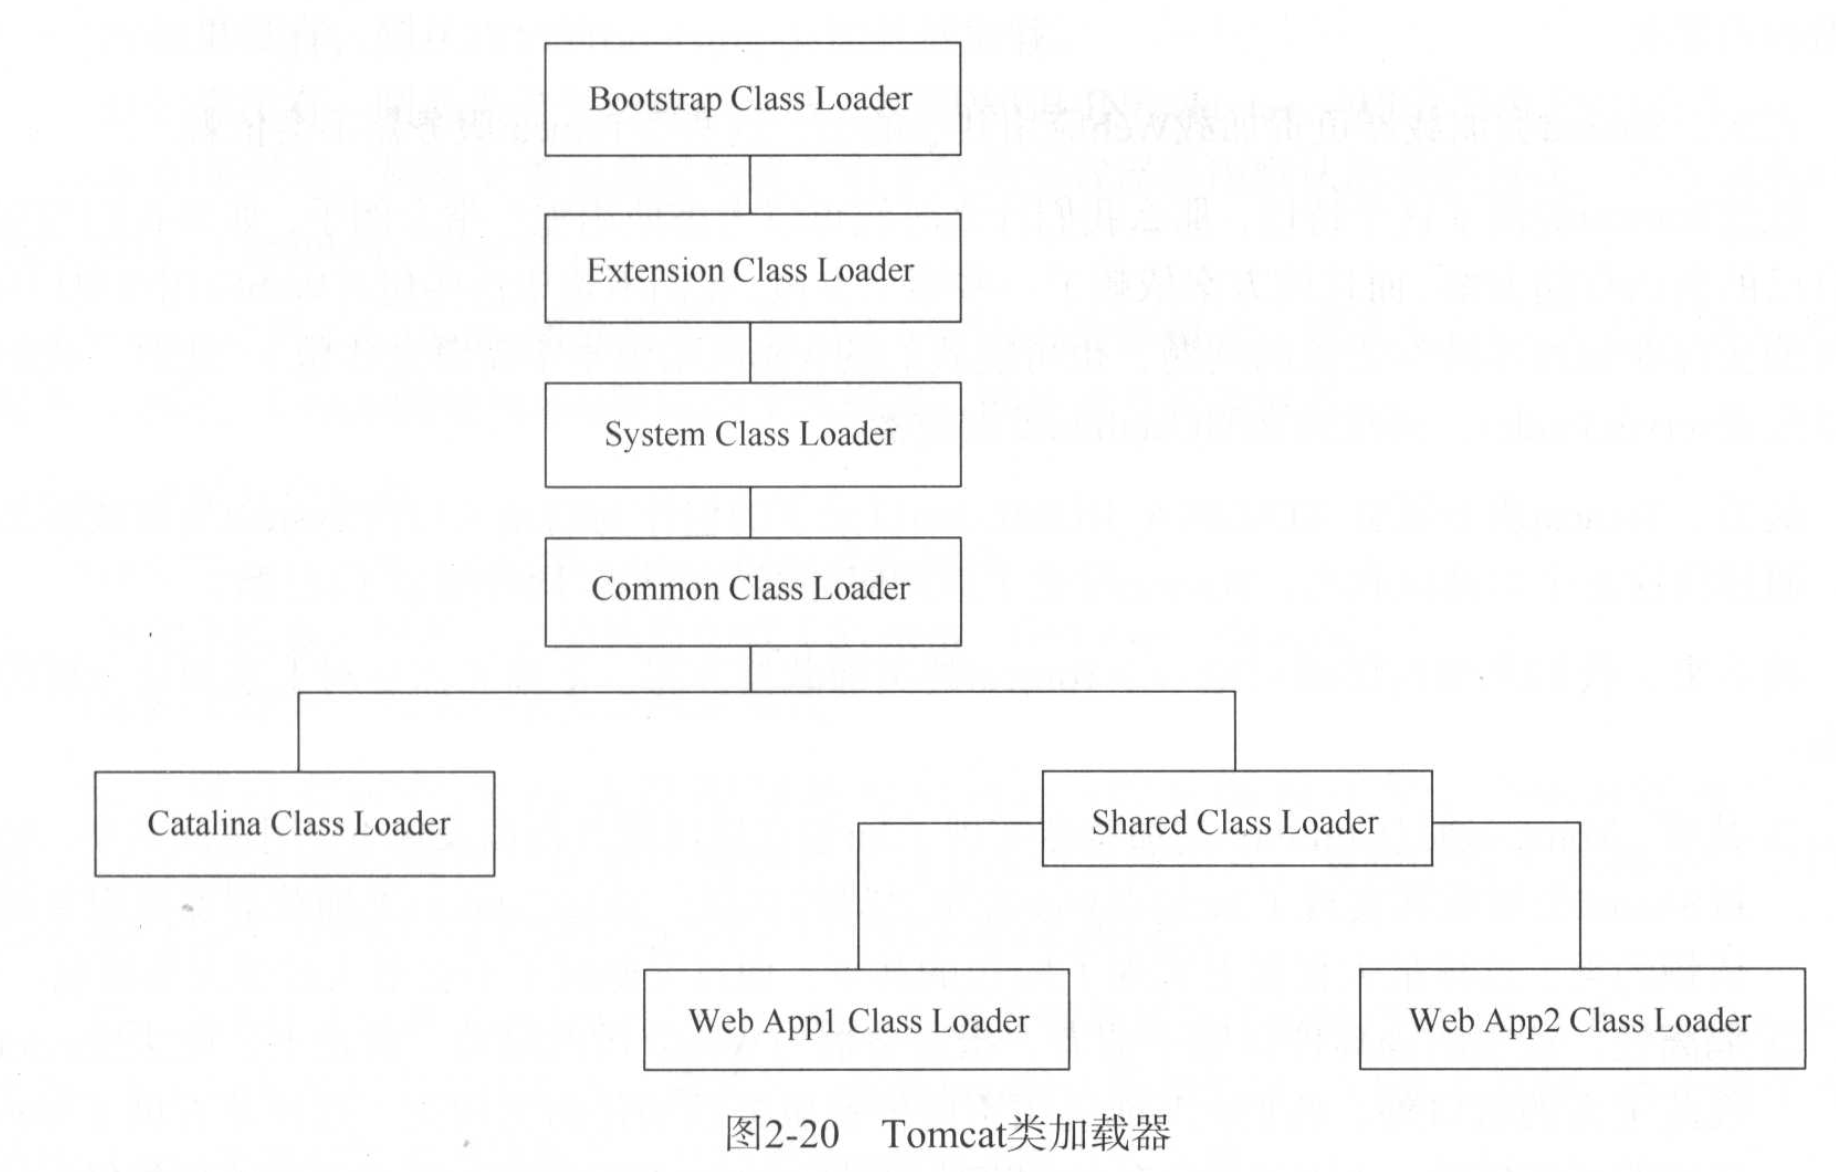 Bootstrap Class Loader
Extension Class Loader
System Class Loader
Common Class Loader
Catalina Class Loader
Shared Class Loader
Web App1 Class Loader
Web App2 Class Loader
图2-20 Tomcat类加载器